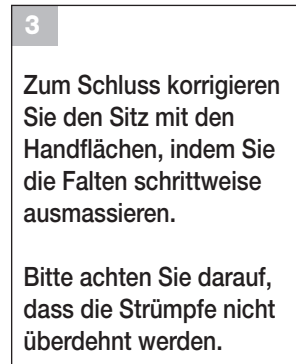 3
Zum Schluss korrigieren
Sie den Sitz mit den
Handflächen, indem Sie
die Falten schrittweise
ausmassieren.
Bitte achten Sie darauf,
dass die Strümpfe nicht
überdehnt werden.